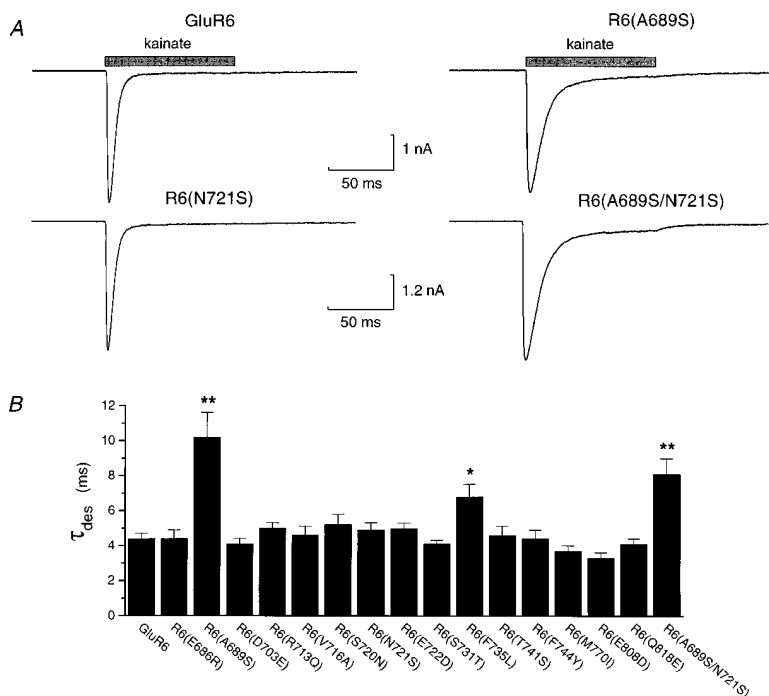 A
GluR6
R6(A689S)
kainate
kainate
1 nA
50 ms
R6(N721S)
R6(A689S/N721S)
1.2 nA
50 ms
B
τdes (ms)
12
10
8
6
4
2
0
**
*
**
GluR6
R6(E686R)
R6(A689S)
R6(D703E)
R6(R713Q)
R6(V716A)
R6(S720N)
R6(N721S)
R6(E722D)
R6(S731T)
R6(F735L)
R6(T741S)
R6(F744Y)
R6(M770I)
R6(E808D)
R6(Q818E)
R6(A689S/N721S)